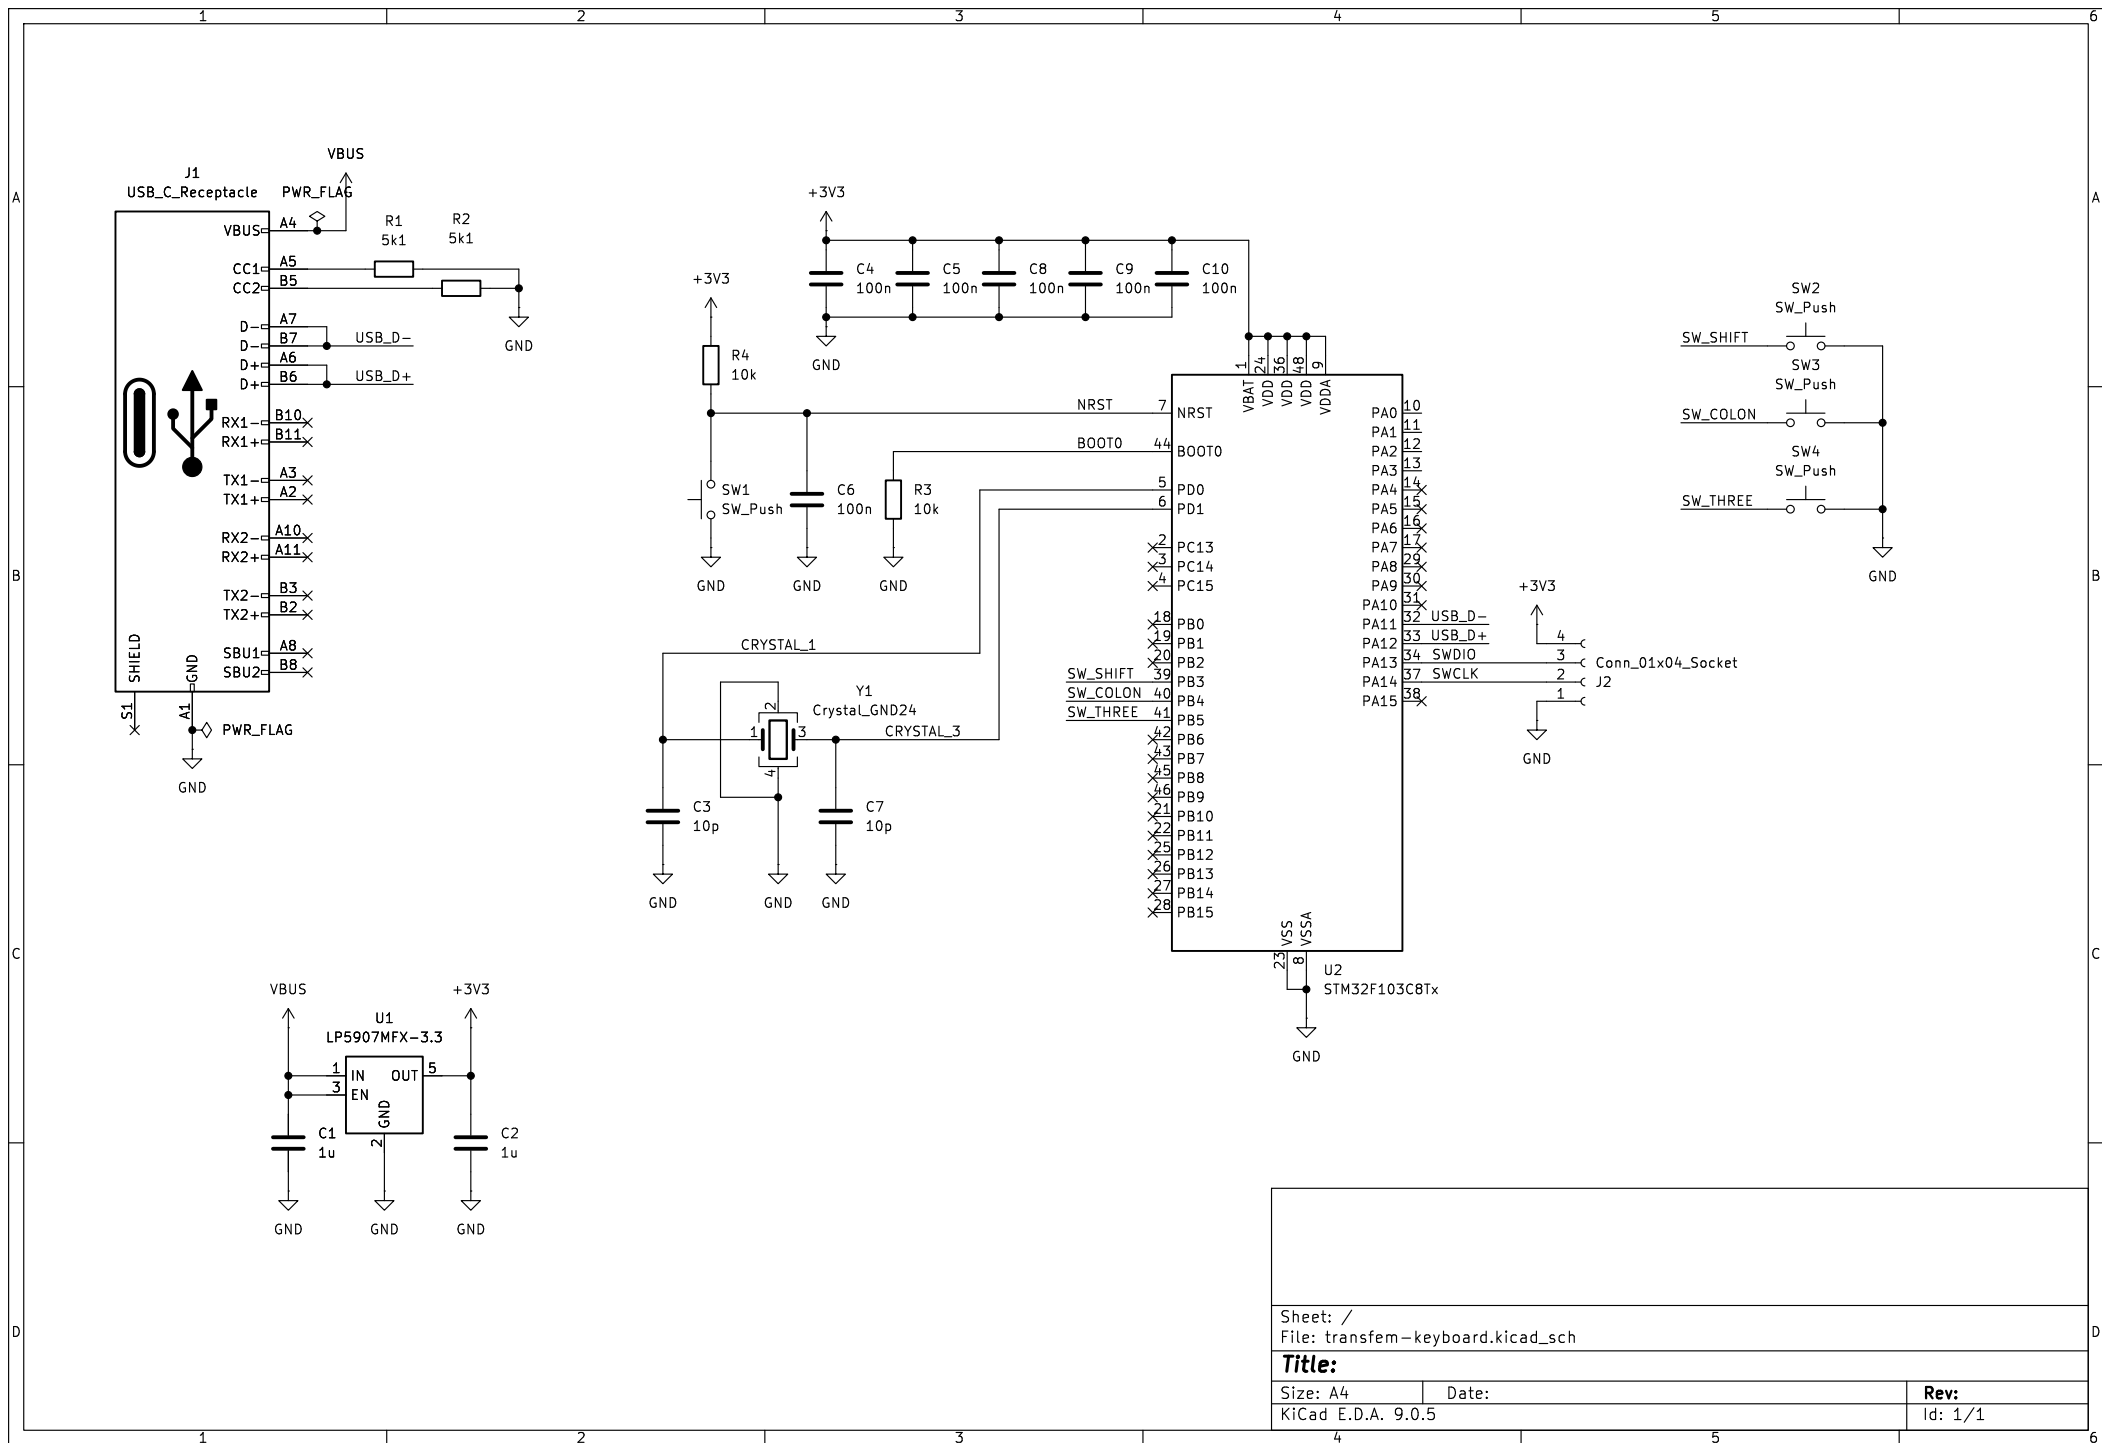 1 2 3 4 5 6
A
B
C
D
J1
USB_C_Receptacle
VBUS
PWR_FLAG
VBUS A4
CC1 A5
CC2 B5
D- A7
D- B7 USB_D-
D+ A6
D+ B6 USB_D+
RX1- B10
RX1+ B11
TX1- A3
TX1+ A2
RX2- A10
RX2+ A11
TX2- B3
TX2+ B2
SBU1 A8
SBU2 B8
SHIELD
GND
S1
A1
PWR_FLAG
GND
R1
5k1
R2
5k1
GND
VBUS
+3V3
U1
LP5907MFX-3.3
1 IN OUT 5
3 EN
GND
2
C1
1u
C2
1u
GND
GND
GND
+3V3
C4
100n
C5
100n
C8
100n
C9
100n
C10
100n
GND
+3V3
R4
10k
NRST
BOOT0
SW1
SW_Push
C6
100n
R3
10k
GND
GND
GND
CRYSTAL_1
Y1
Crystal_GND24
2
1
3
4
CRYSTAL_3
C3
10p
C7
10p
GND
GND
GND
1
24
36
48
9
VBAT
VDD
VDD
VDD
VDDA
7 NRST
44 BOOT0
5 PD0
6 PD1
2 PC13
3 PC14
4 PC15
18 PB0
19 PB1
20 PB2
SW_SHIFT 39 PB3
SW_COLON 40 PB4
SW_THREE 41 PB5
42 PB6
43 PB7
45 PB8
46 PB9
21 PB10
22 PB11
25 PB12
26 PB13
27 PB14
28 PB15
PA0 10
PA1 11
PA2 12
PA3 13
PA4 14
PA5 15
PA6 16
PA7 17
PA8 29
PA9 30
PA10 31
PA11 32 USB_D-
PA12 33 USB_D+
PA13 34 SWDIO
PA14 37 SWCLK
PA15 38
VSS
VSSA
23
8
U2
STM32F103C8Tx
GND
+3V3
4
3
2
1
Conn_01x04_Socket
J2
GND
SW2
SW_Push
SW_SHIFT
SW3
SW_Push
SW_COLON
SW4
SW_Push
SW_THREE
GND
A
B
C
D
Sheet: /
File: transfem-keyboard.kicad_sch
Title:
Size: A4 Date: Rev:
KiCad E.D.A. 9.0.5 Id: 1/1
1 2 3 4 5 6